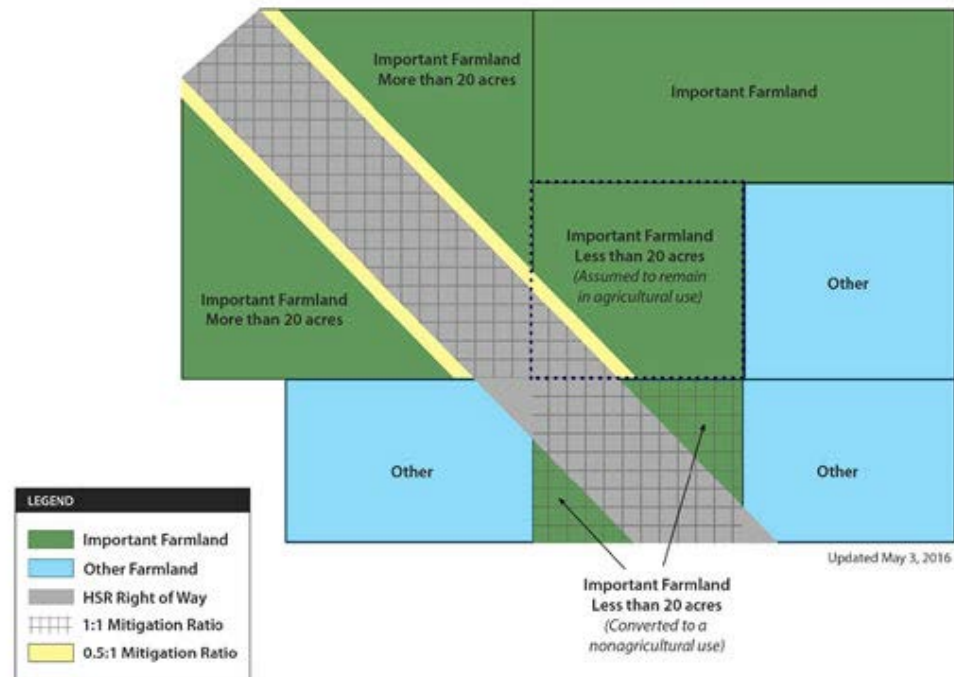 Important Farmland
More than 20 acres
Important Farmland
Important Farmland
Less than 20 acres
(Assumed to remain
in agricultural use)
Other
Important Farmland
More than 20 acres
Other
Other
LEGEND
Important Farmland
Other Farmland
HSR Right of Way
1:1 Mitigation Ratio
0.5:1 Mitigation Ratio
Updated May 3, 2016
Important Farmland
Less than 20 acres
(Converted to a
nonagricultural use)